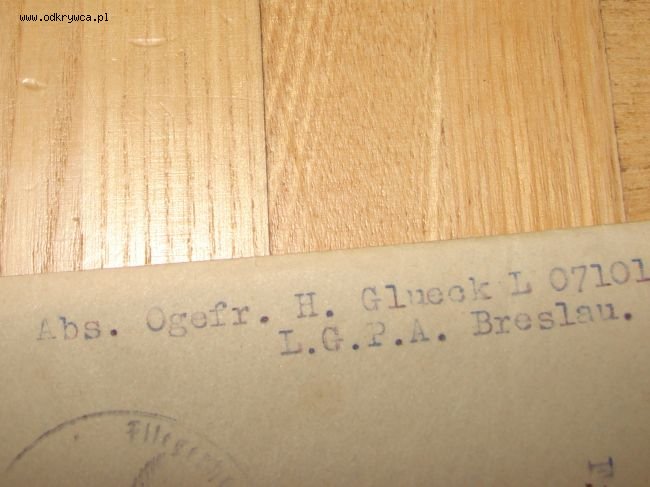 www.odkrywca.pl
Abs. Ogefr. H. Glueck L 07101
L.G.P.A. Breslau.